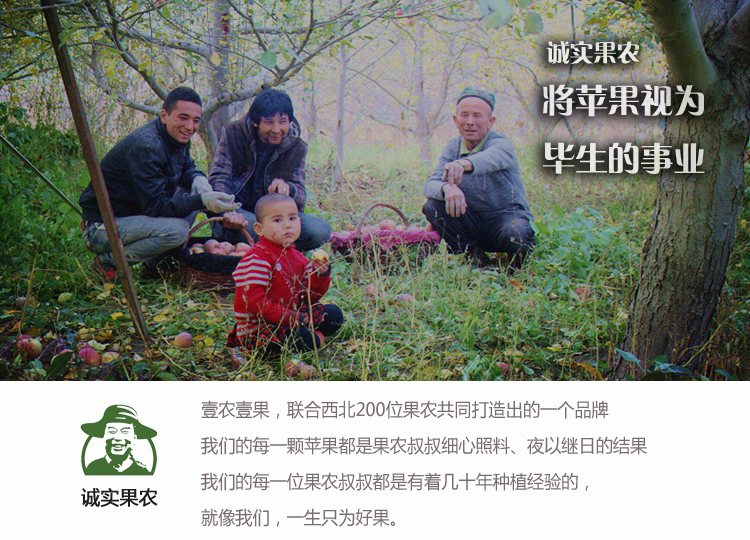 诚实果农
将苹果视为
毕生的事业
壹农壹果，联合西北200位果农共同打造出的一个品牌
我们的每一颗苹果都是果农叔叔细心照料、夜以继日的结果
我们的每一位果农叔叔都是有着几十年种植经验的，
就像我们，一生只为好果。
诚实果农